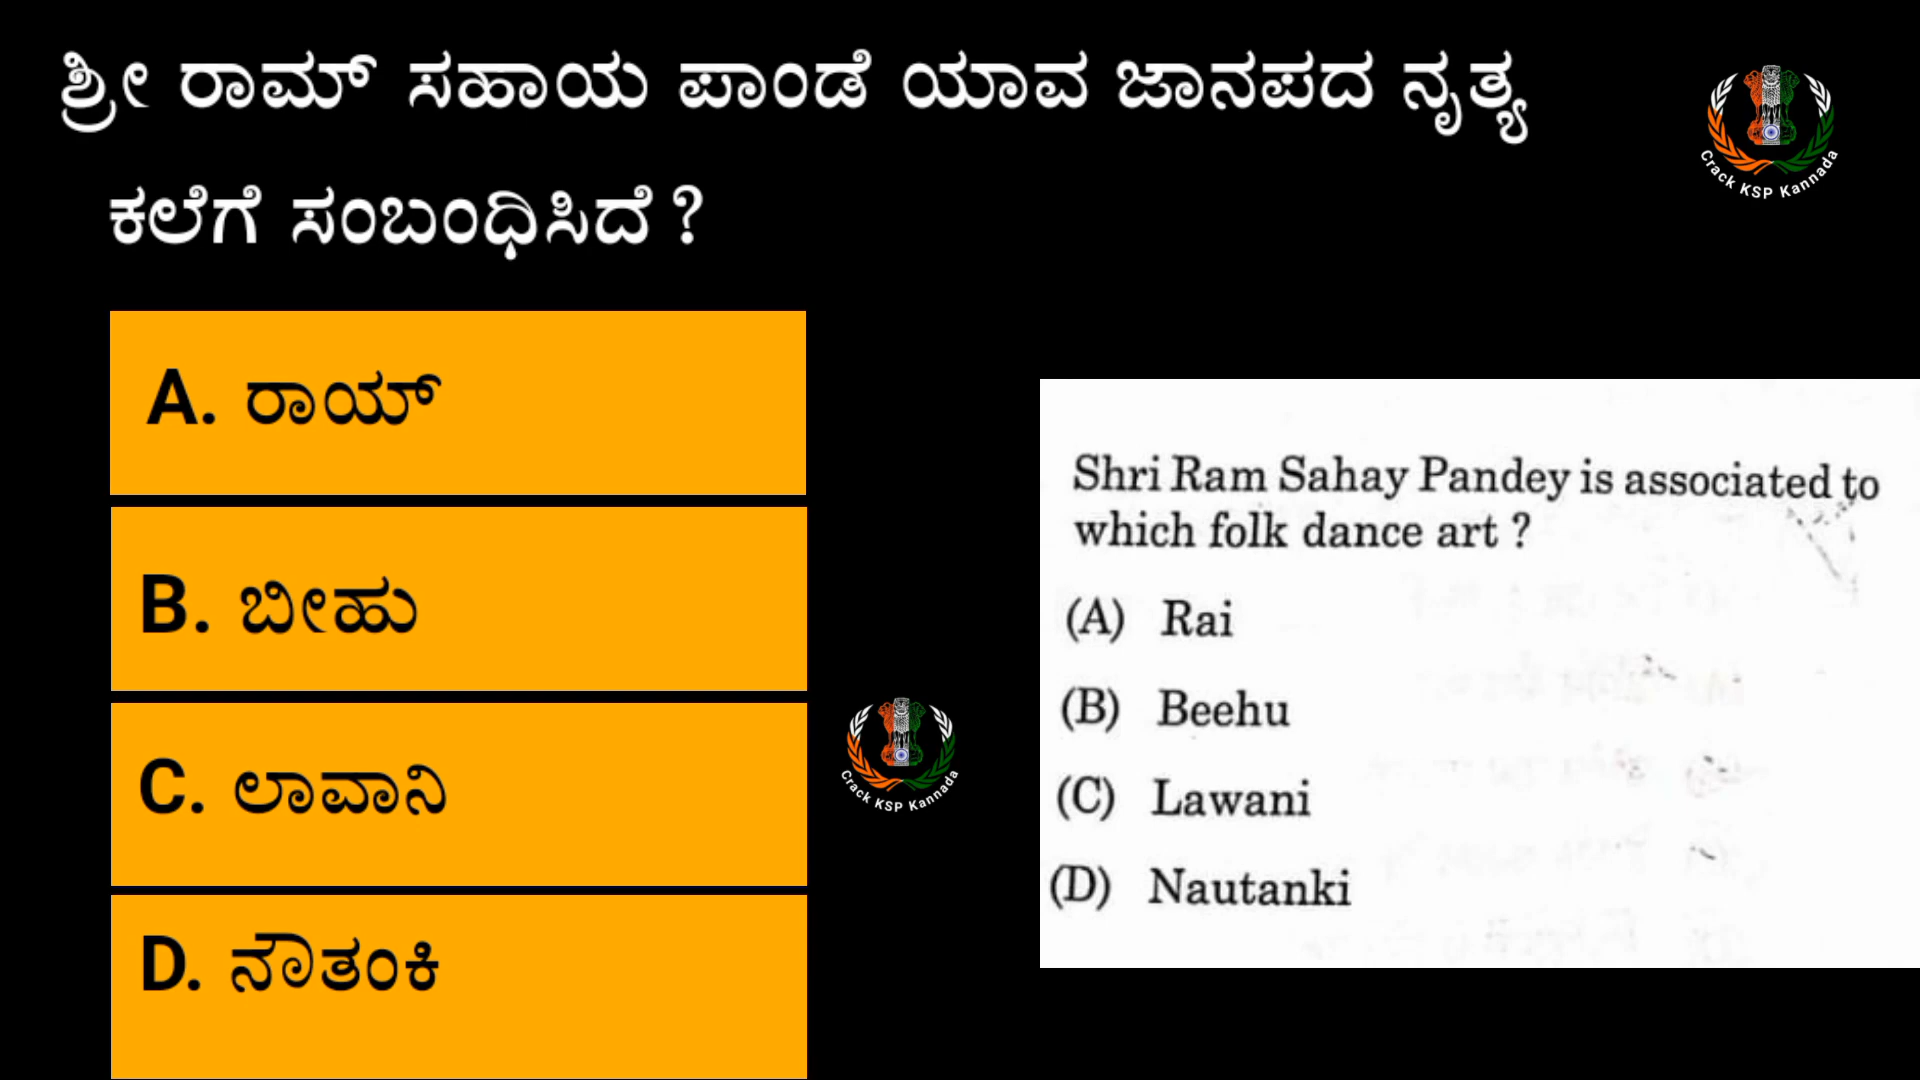 ಶ್ರೀ ರಾಮ್ ಸಹಾಯ ಪಾಂಡೆ ಯಾವ ಜಾನಪದ ನೃತ್ಯ
ಕಲೆಗೆ ಸಂಬಂಧಿಸಿದೆ ?
Crack KSP Kannada
A. ರಾಯ್
B. ಬೀಹು
C. ಲಾವಾನಿ
D. ನೌತಂಕಿ
Crack KSP Kannada
Shri Ram Sahay Pandey is associated to
which folk dance art ?
(A) Rai
(B) Beehu
(C) Lawani
(D) Nautanki